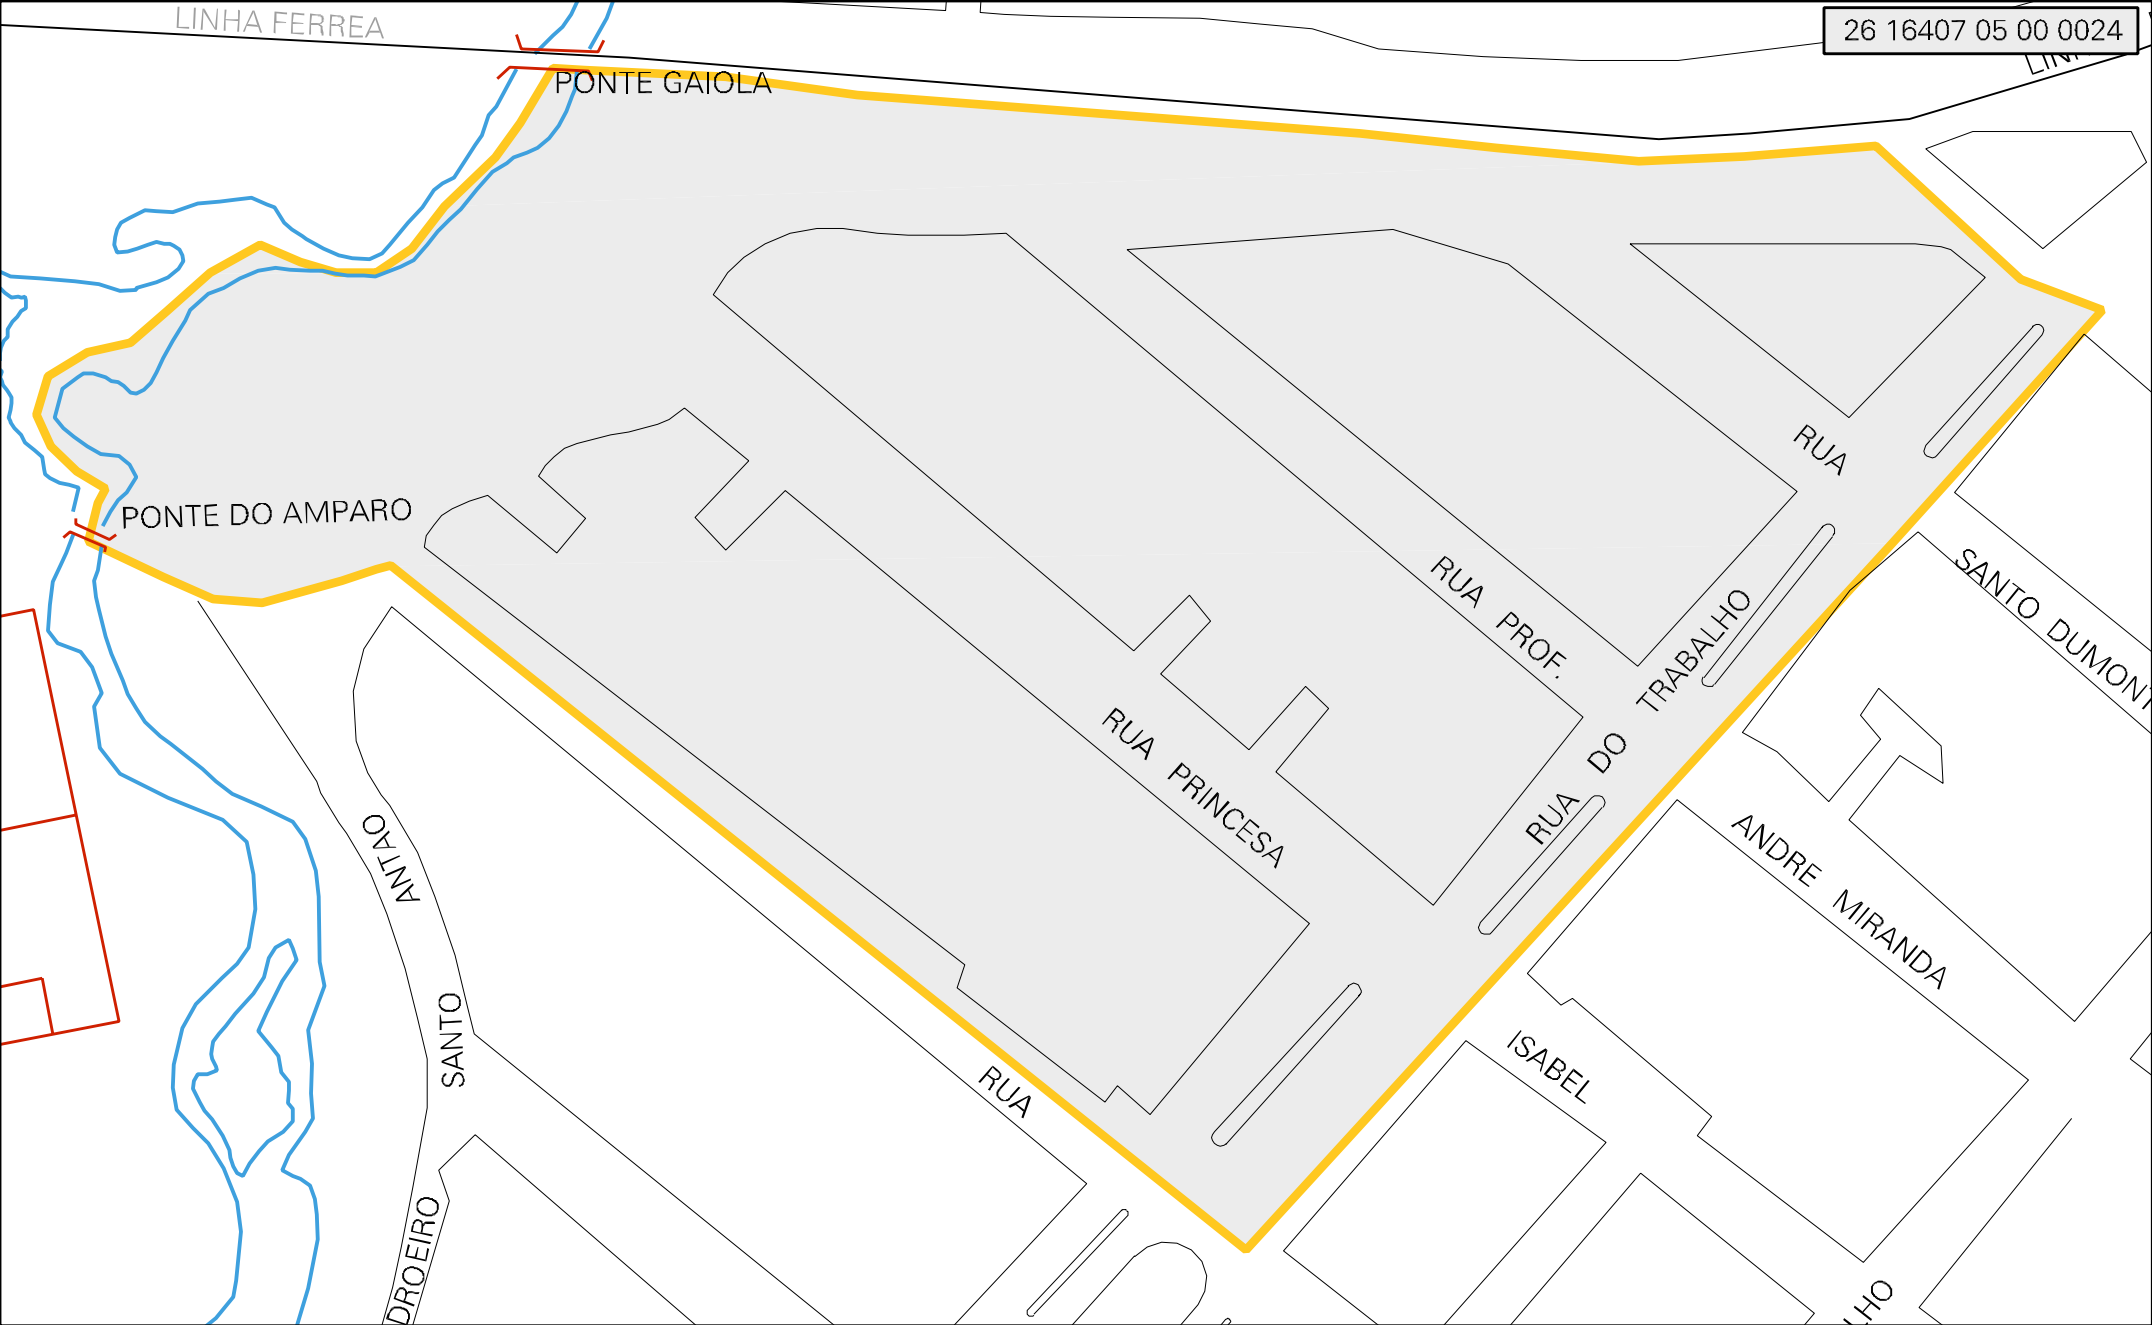 LINHA FERREA
26 16407 05 00 0024
PONTE GAIOLA
PONTE DO AMPARO
RUA
SANTO DUMONT
RUA PROF.
RUA DO TRABALHO
RUA PRINCESA
ANDRE MIRANDA
ANTAO
SANTO
ISABEL
RUA
DROEIRO
LHO